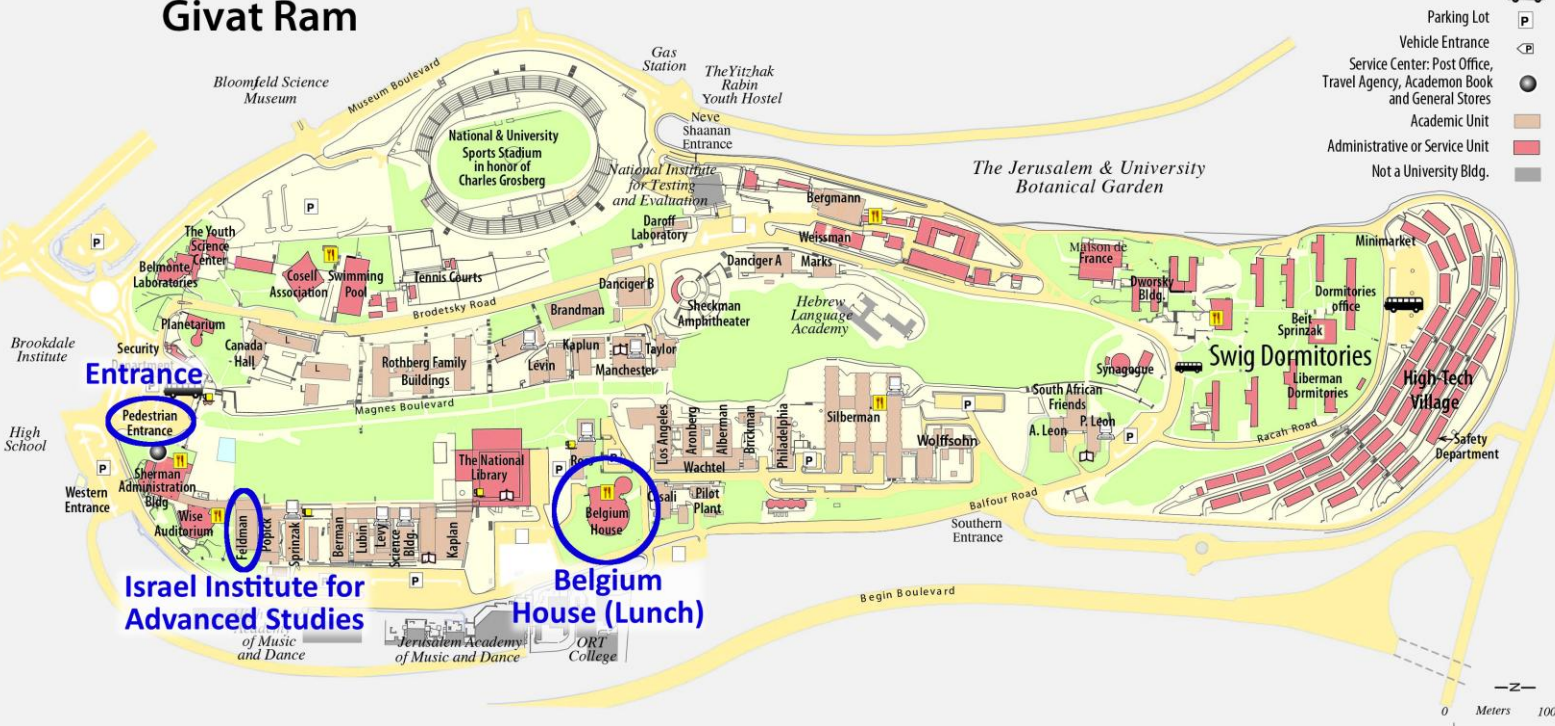 Givat Ram
Parking Lot
P
Vehicle Entrance
P
Service Center: Post Office,
Travel Agency, Academon Book
and General Stores
Academic Unit
Administrative or Service Unit
Not a University Bldg.
Bloomfeld Science
Museum
Museum Boulevard
Gas
Station
TheYitzhak
Rabin
Youth Hostel
Neve
Shaanan
Entrance
National & University
Sports Stadium
in honor of
Charles Grosberg
National Institute
for Testing
and Evaluation
The Jerusalem & University
Botanical Garden
P
P
The Youth
Science
Center
Belmonte
Laboratories
Cosell
Association
Swimming
Pool
Tennis Courts
Daroff
Laboratory
Bergmann
Weissman
Danciger A
Marks
Danciger B
Maison de
France
Minimarket
Dworsky
Bldg.
Dormitories
office
Beit
Sprinzak
Swig Dormitories
Liberman
Dormitories
High-Tech
Village
Brodetsky Road
Brandman
Sheckman
Amphitheater
Hebrew
Language
Academy
Planetarium
Brookdale
Institute
Security
Canada
Hall
L
L
L
Rothberg Family
Buildings
Levin
Kaplun
Taylor
Manchester
Synagogue
Entrance
Magnes Boulevard
Pedestrian
Entrance
High
School
P
Sherman
Administration
Bldg
Western
Entrance
Wise
Auditorium
Feldman
Popick
Sprinzak
Berman
Lubin
Levy
Science
Bldg.
Kaplan
The National
Library
P
Belgium
House
Los Angeles
Aronberg
Alberman
Brickman
Philadelphia
Wachtel
P
Silberman
P
Wolffsohn
South African
Friends
A. Leon
P. Leon
P
Racah Road
Safety
Department
Pilot
Plant
Balfour Road
Southern
Entrance
P
P
Israel Institute for
Advanced Studies
Belgium
House (Lunch)
of Music
and Dance
Jerusalem Academy
of Music and Dance
ORT
College
Begin Boulevard
N
0 Meters 100